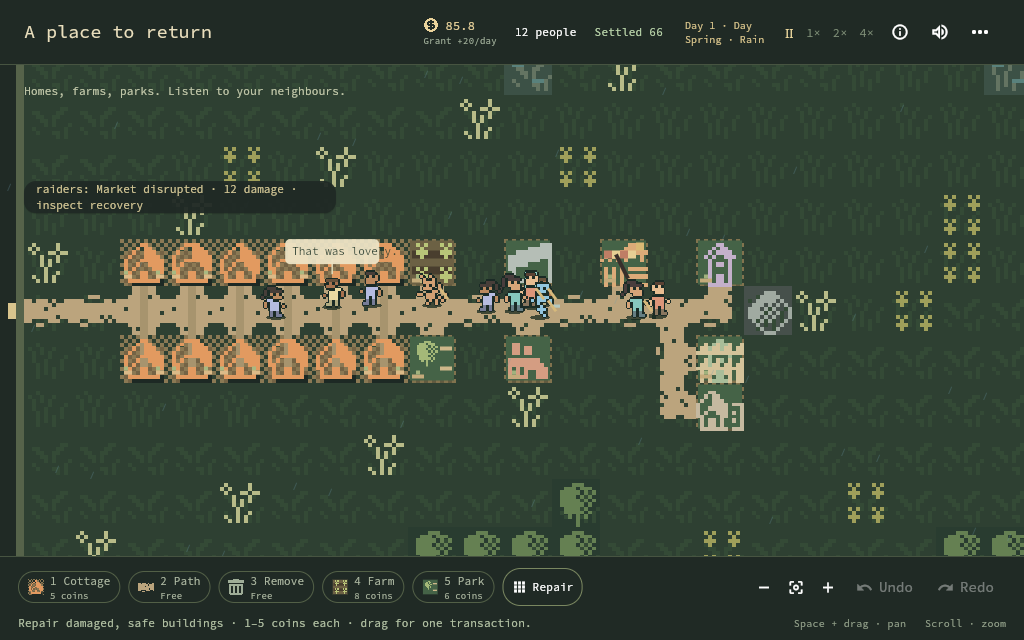 A place to return
85.8
Grant +20/day
12 people
Settled 66
Day 1 · Day
Spring · Rain
1× 2× 4×
Homes, farms, parks. Listen to your neighbours.
raiders: Market disrupted · 12 damage ·
inspect recovery
That was lovely.
1 Cottage
5 coins
2 Path
Free
3 Remove
Free
4 Farm
8 coins
5 Park
6 coins
Repair
Undo
Redo
Repair damaged, safe buildings · 1–5 coins each · drag for one transaction.
Space + drag · pan
Scroll · zoom